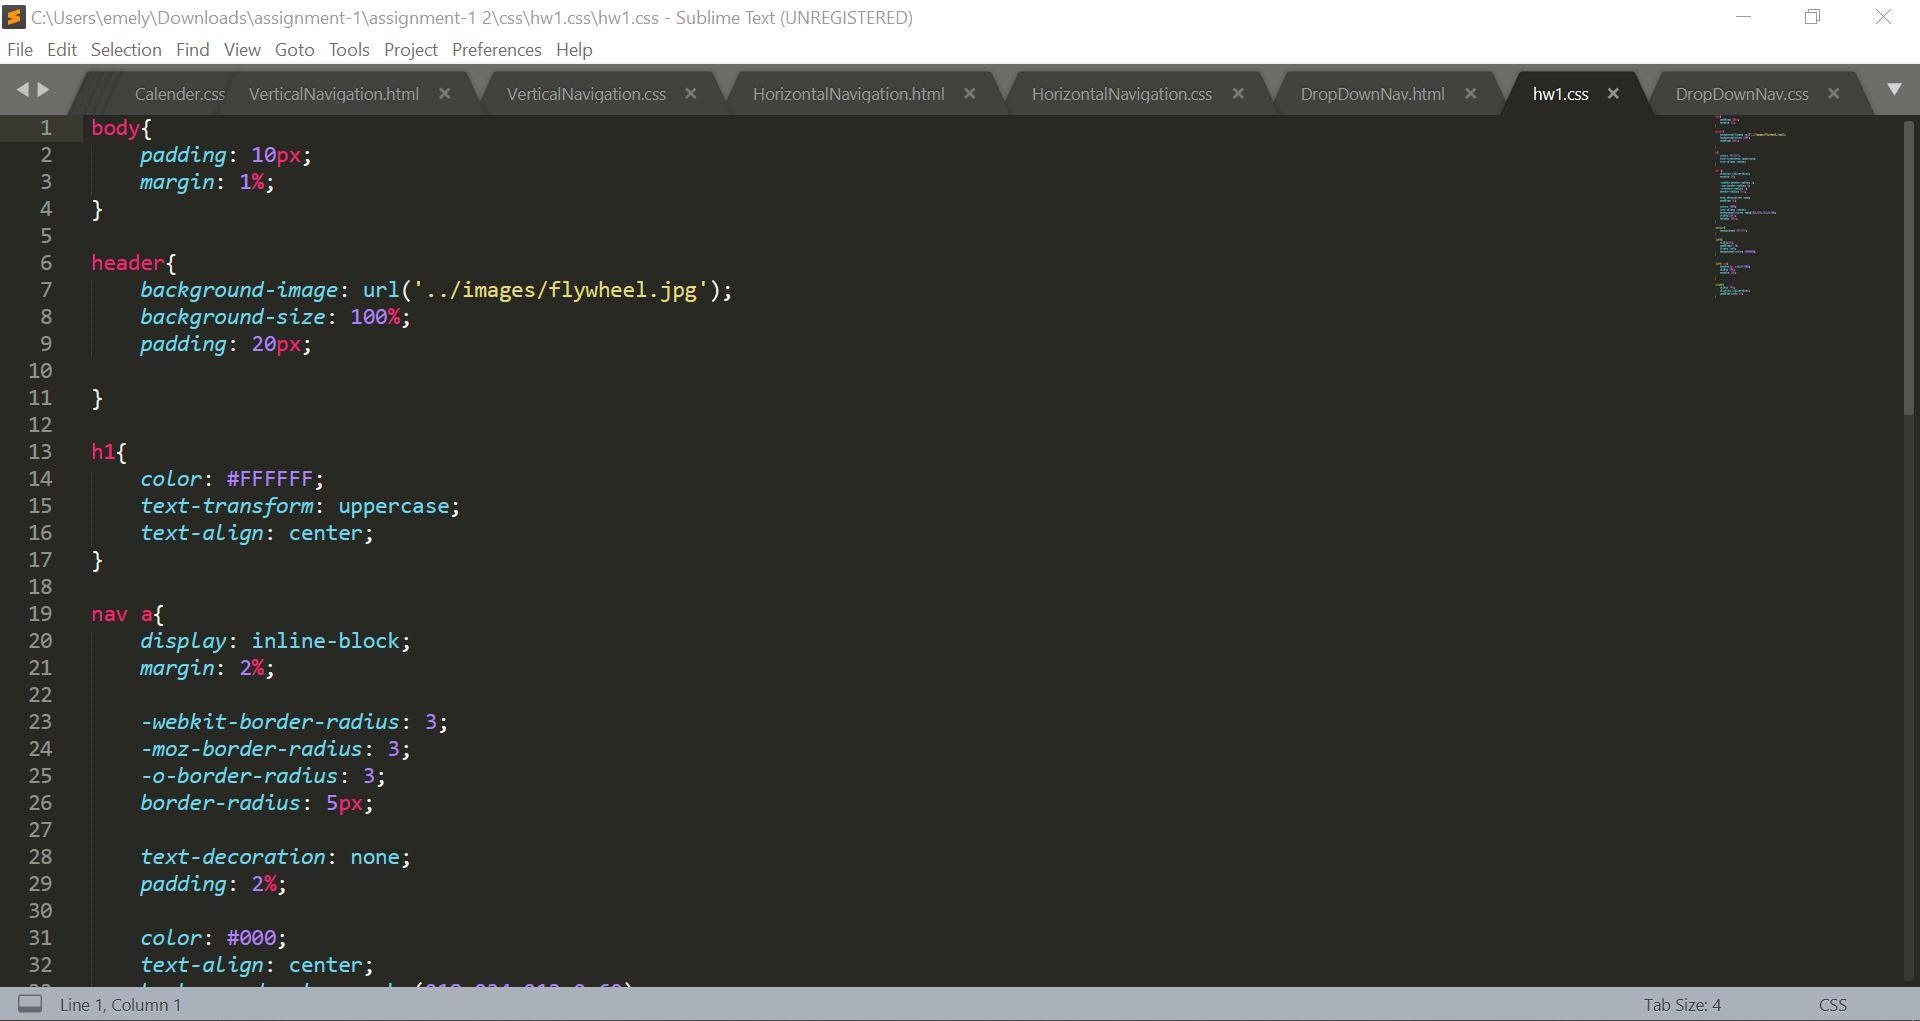 C:\Users\emely\Downloads\assignment-1\assignment-1 2\css\hw1.css\hw1.css - Sublime Text (UNREGISTERED)
File Edit Selection Find View Goto Tools Project Preferences Help
Calender.css VerticalNavigation.html VerticalNavigation.css HorizontalNavigation.html HorizontalNavigation.css DropDownNav.html hw1.css DropDownNav.css
1 body{
2 padding: 10px;
3 margin: 1%;
4 }
5
6 header{
7 background-image: url('../images/flywheel.jpg');
8 background-size: 100%;
9 padding: 20px;
10
11 }
12
13 h1{
14 color: #FFFFFF;
15 text-transform: uppercase;
16 text-align: center;
17 }
18
19 nav a{
20 display: inline-block;
21 margin: 2%;
22
23 -webkit-border-radius: 3;
24 -moz-border-radius: 3;
25 -o-border-radius: 3;
26 border-radius: 5px;
27
28 text-decoration: none;
29 padding: 2%;
30
31 color: #000;
32 text-align: center;
Line 1, Column 1 Tab Size: 4 CSS